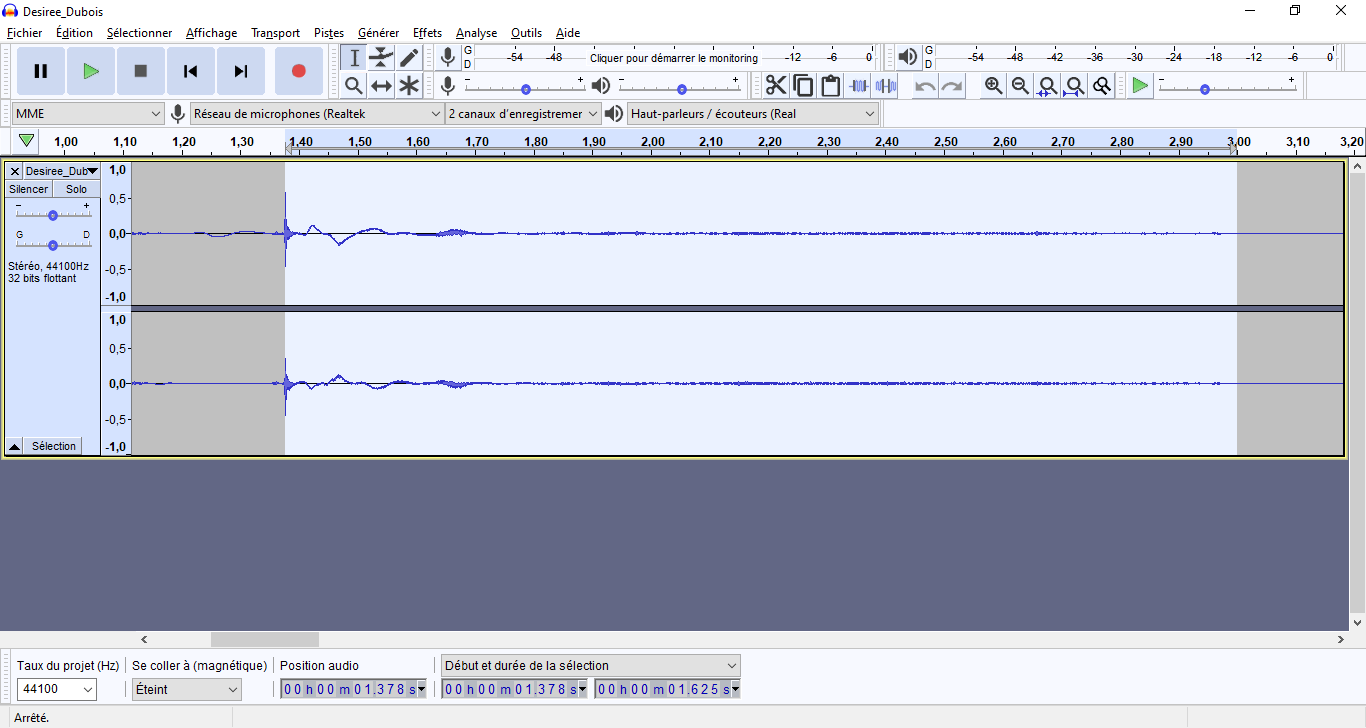 Desiree_Dubois
Fichier Édition Sélectionner Affichage Transport Pistes Générer Effets Analyse Outils Aide
G D -54 -48 Cliquer pour démarrer le monitoring -12 -6 0
G D -54 -48 -42 -36 -30 -24 -18 -12 -6 0
- + - + - +
MME Réseau de microphones (Realtek 2 canaux d'enregistremer Haut-parleurs / écouteurs (Real
1,00 1,10 1,20 1,30 1,40 1,50 1,60 1,70 1,80 1,90 2,00 2,10 2,20 2,30 2,40 2,50 2,60 2,70 2,80 2,90 3,00 3,10 3,20
Desiree_Dub
Silencer Solo
- +
G D
Stéréo, 44100Hz
32 bits flottant
Sélection
1,0
0,5
0,0
-0,5
-1,0
1,0
0,5
0,0
-0,5
-1,0
Taux du projet (Hz) Se coller à (magnétique) Position audio Début et durée de la sélection
44100 Éteint 00 h 00 m 01.378 s 00 h 00 m 01.378 s 00 h 00 m 01.625 s
Arrêté.